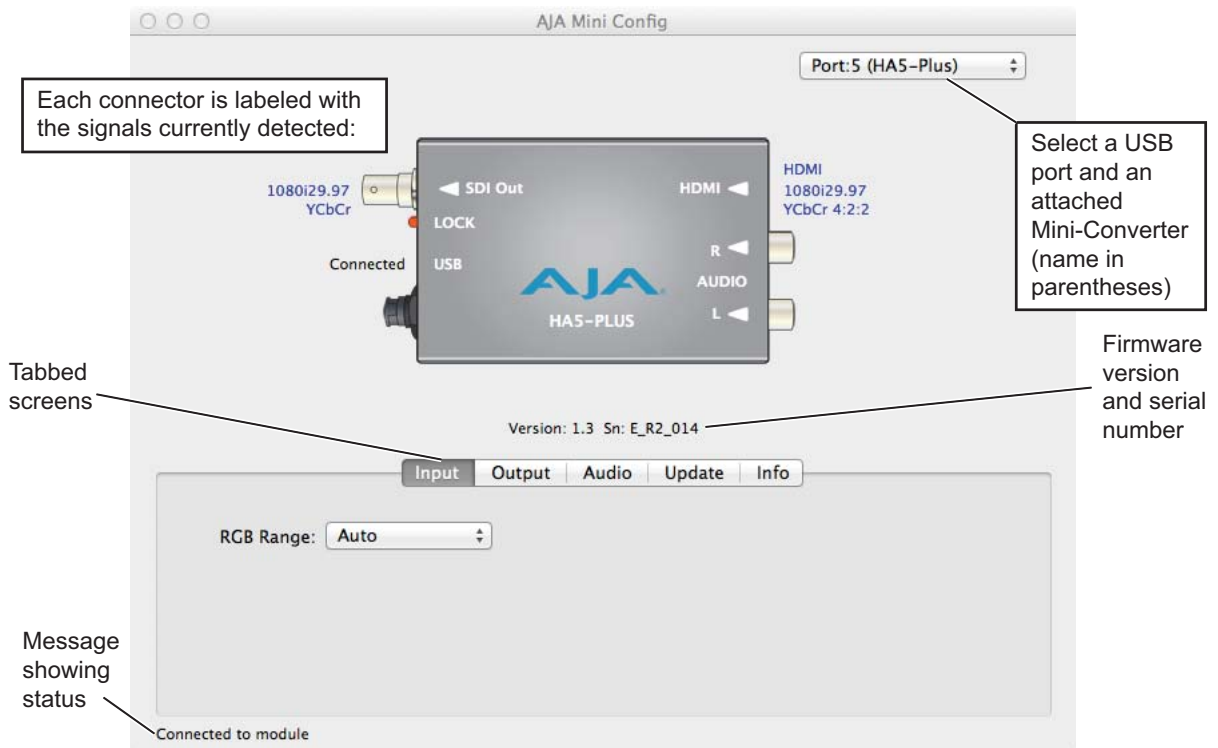 AJA Mini Config
Port:5 (HA5-Plus)
Each connector is labeled with
the signals currently detected:
Select a USB
port and an
attached
Mini-Converter
(name in
parentheses)
1080i29.97
YCbCr
SDI Out
HDMI
HDMI
1080i29.97
YCbCr 4:2:2
LOCK
Connected
USB
R
AUDIO
L
AJA
HA5-PLUS
Firmware
version
and serial
number
Tabbed
screens
Version: 1.3 Sn: E_R2_014
Input Output Audio Update Info
RGB Range: Auto
Message
showing
status
Connected to module